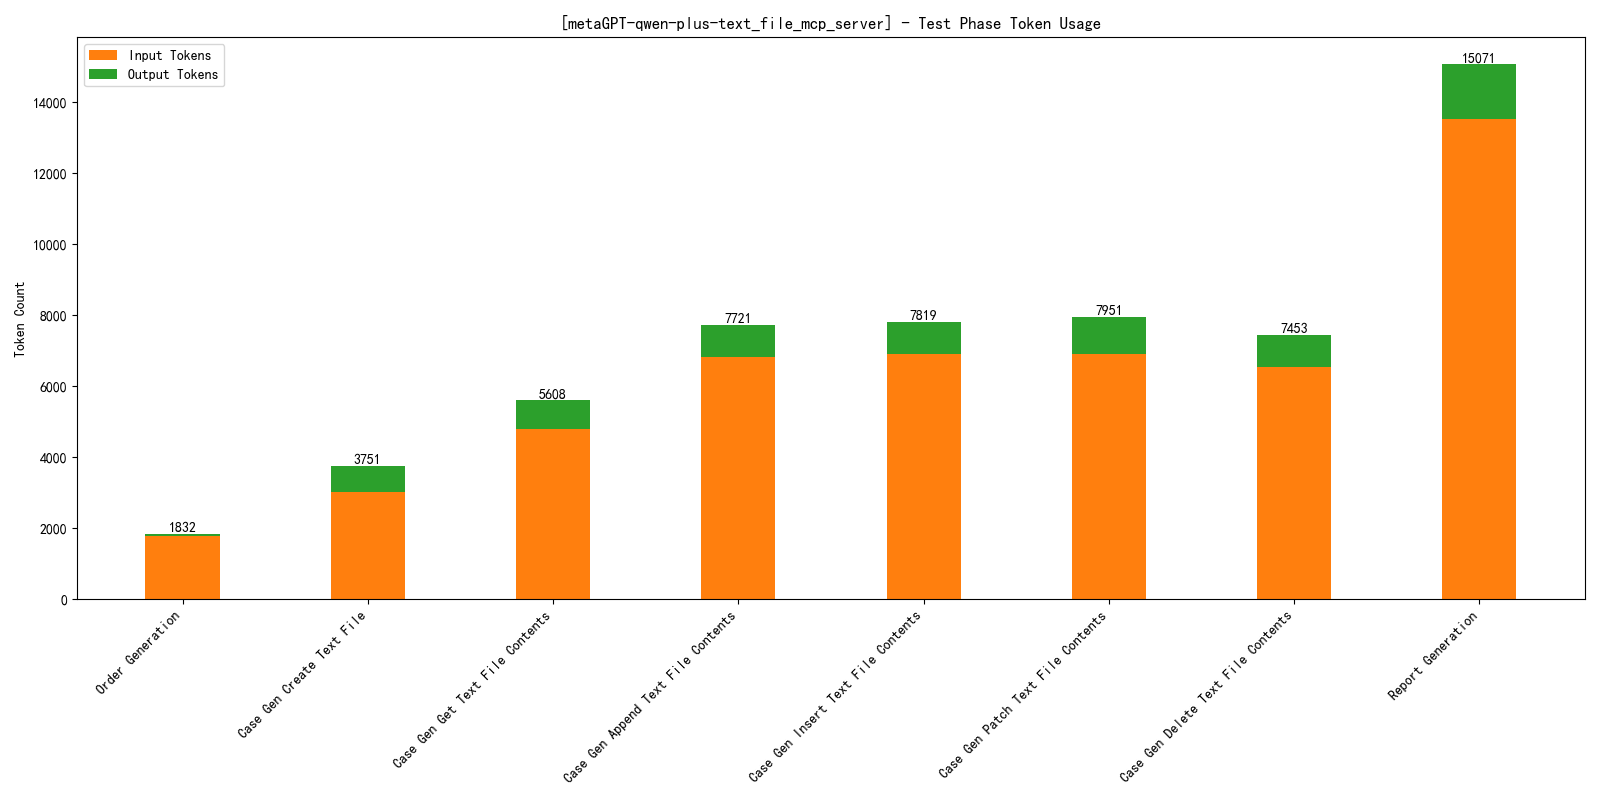 [metaGPT-qwen-plus-text_file_mcp_server] - Test Phase Token Usage
Input Tokens
Output Tokens
Token Count
14000
12000
10000
8000
6000
4000
2000
0
1832
3751
5608
7721
7819
7951
7453
15071
Order Generation
Case Gen Create Text File
Case Gen Get Text File Contents
Case Gen Append Text File Contents
Case Gen Insert Text File Contents
Case Gen Patch Text File Contents
Case Gen Delete Text File Contents
Report Generation